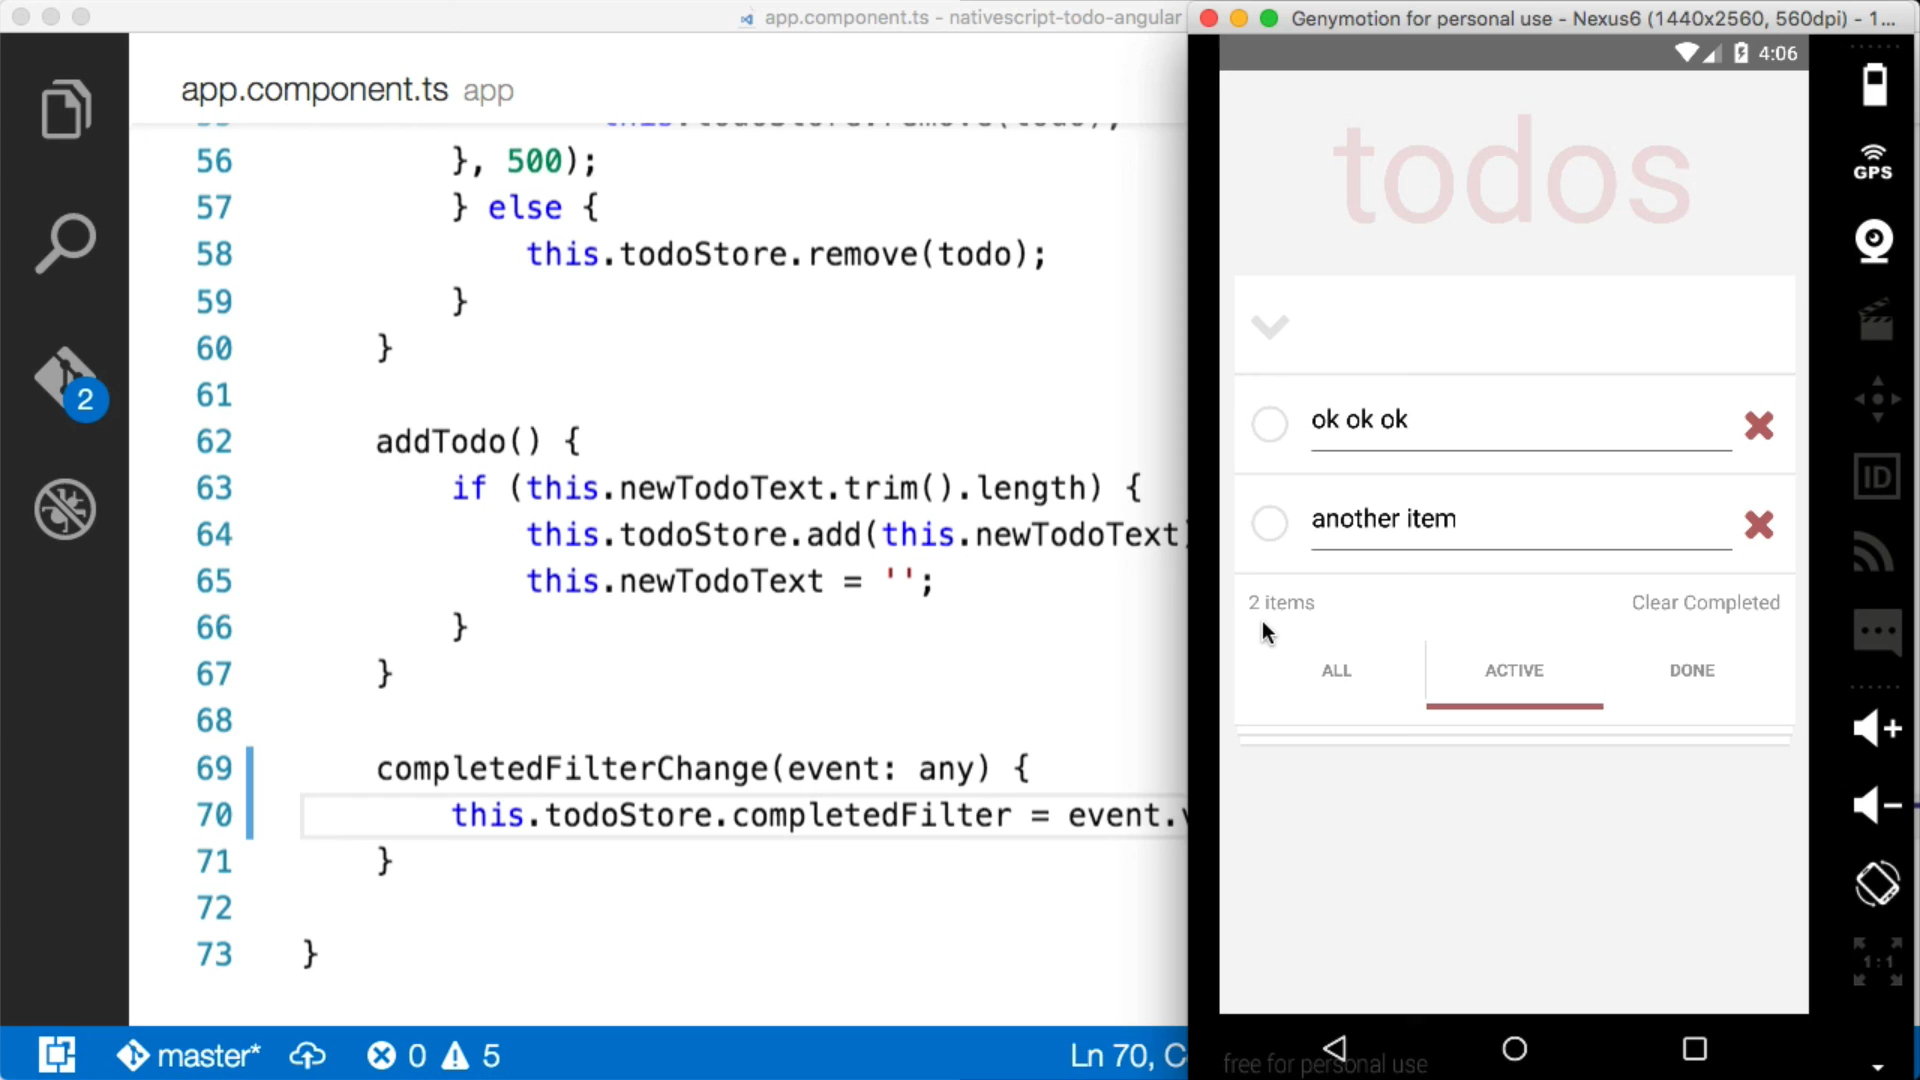 app.component.ts - nativescript-todo-angular
app.component.ts app
56 }, 500);
57 } else {
58 this.todoStore.remove(todo);
59 }
60 }
61
62 addTodo() {
63 if (this.newTodoText.trim().length) {
64 this.todoStore.add(this.newTodoText
65 this.newTodoText = '';
66 }
67 }
68
69 completedFilterChange(event: any) {
70 this.todoStore.completedFilter = event.
71 }
72
73 }
2
master* 0 5
Ln 70, C
Genymotion for personal use - Nexus6 (1440x2560, 560dpi) - 1...
4:06
todos
ok ok ok
another item
2 items Clear Completed
ALL ACTIVE DONE
free for personal use
GPS
ID
1:1